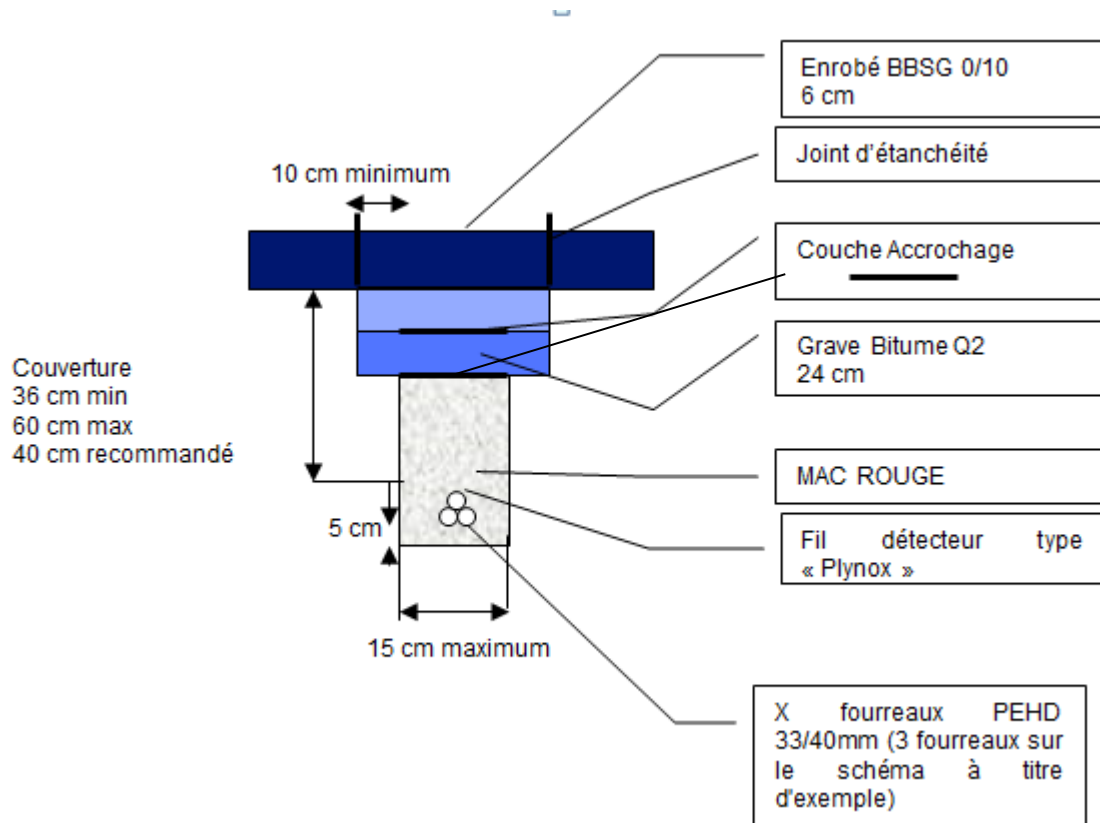 Enrobé BBSG 0/10
6 cm
Joint d'étanchéité
10 cm minimum
Couche Accrochage
Grave Bitume Q2
24 cm
Couverture
36 cm min
60 cm max
40 cm recommandé
MAC ROUGE
5 cm
Fil détecteur type
« Plynox »
15 cm maximum
X fourreaux PEHD
33/40mm (3 fourreaux sur
le schéma à titre
d'exemple)